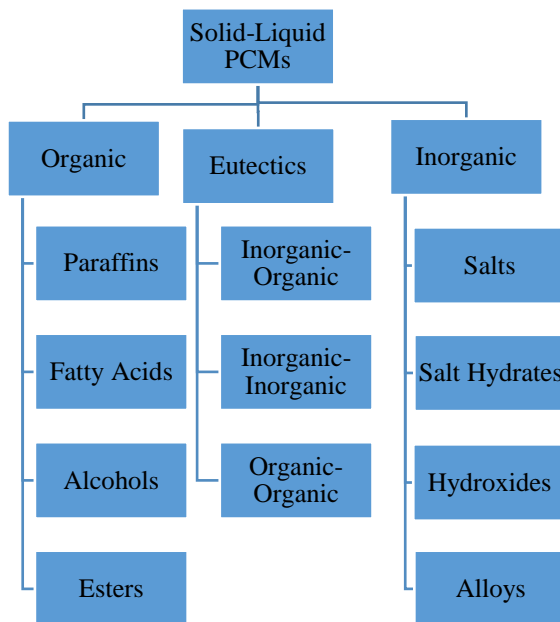 Solid-Liquid
PCMs
Organic
Eutectics
Inorganic
Paraffins
Fatty Acids
Alcohols
Esters
Inorganic-
Organic
Inorganic-
Inorganic
Organic-
Organic
Salts
Salt Hydrates
Hydroxides
Alloys